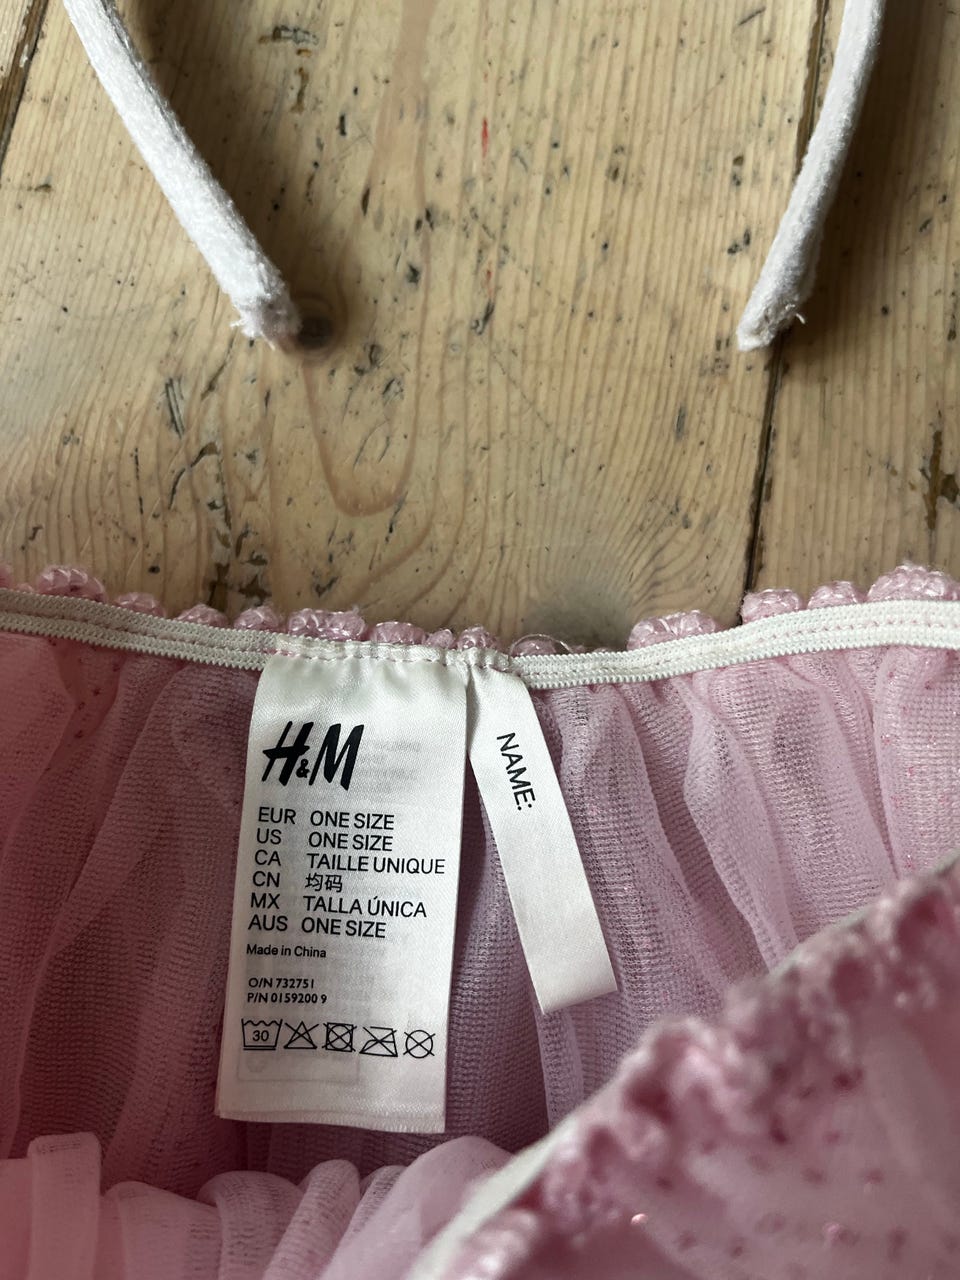 H&M
EUR ONE SIZE
US ONE SIZE
CA TAILLE UNIQUE
CN 均码
MX TALLA ÚNICA
AUS ONE SIZE
Made in China
O/N 732751
P/N 0159200 9
30
NAME: